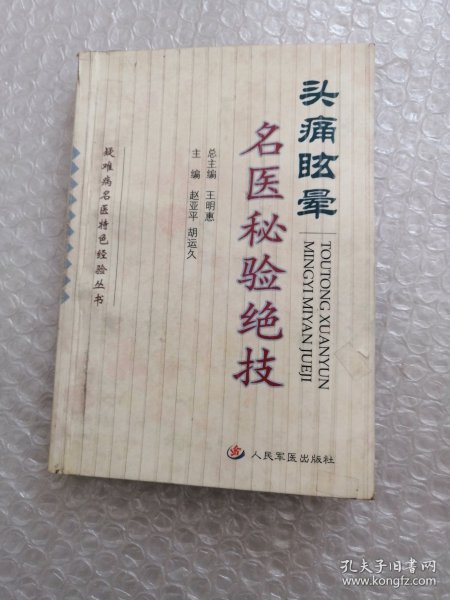 头痛眩晕
名医秘验绝技
TOUTONG XUANYUN
MINGYI MIYAN JUEJI
总主编 王明惠
主编 赵亚平 胡运久
疑难病名医特色经验丛书
人民军医出版社
孔夫子旧书网
www.kongfz.com